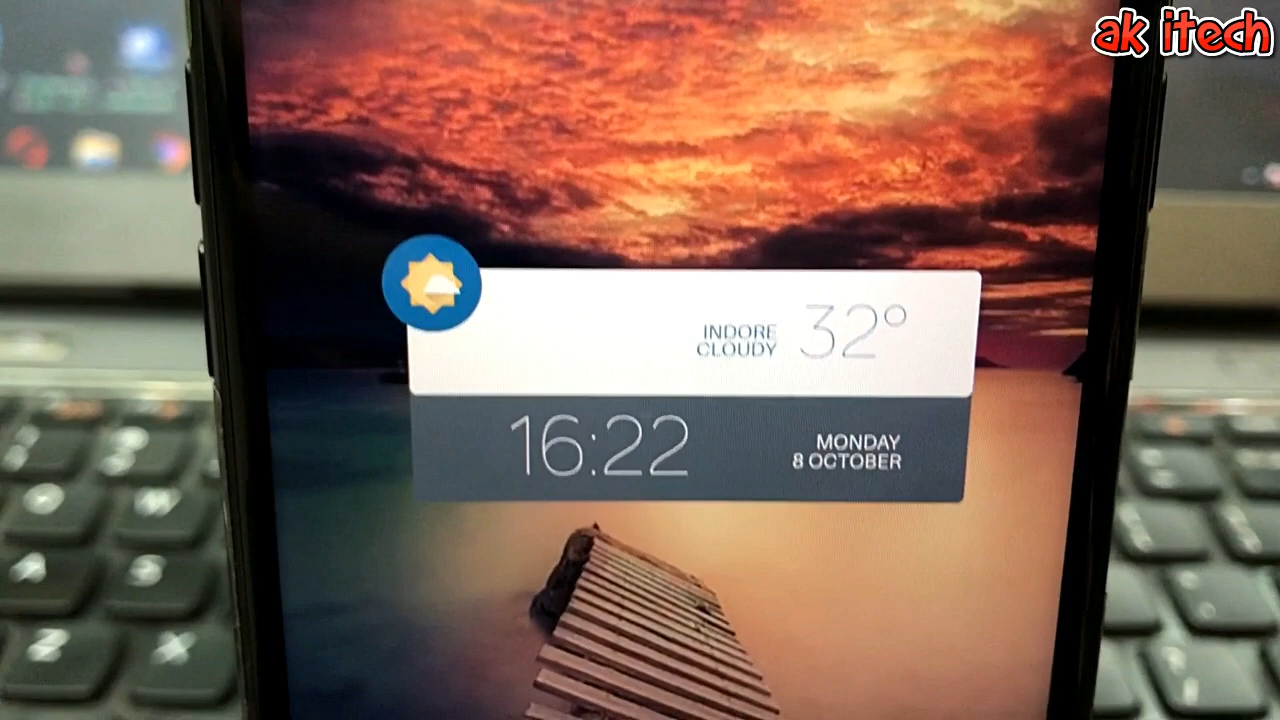 ak itech
INDORE
CLOUDY
32°
16:22
MONDAY
8 OCTOBER
W
A
S
Z
X